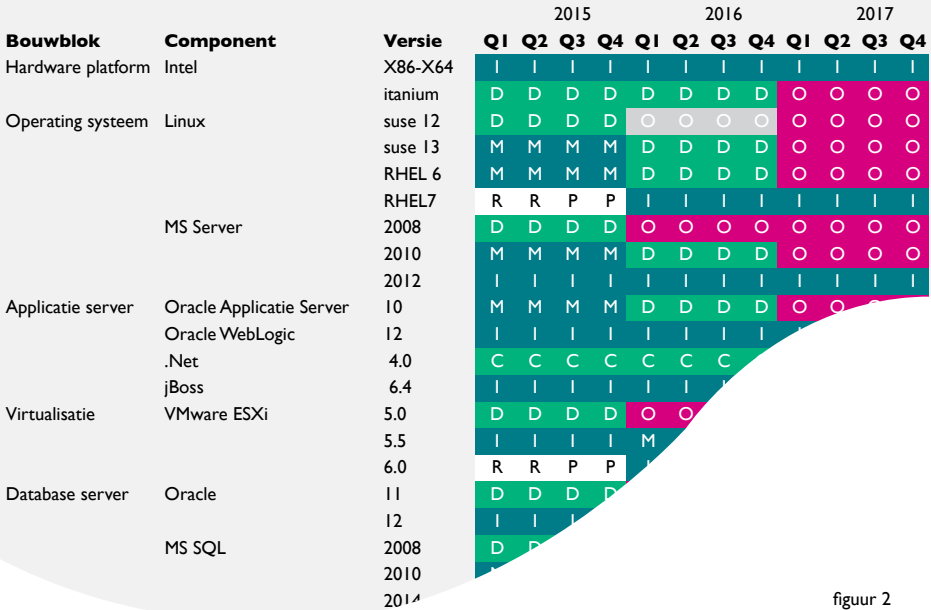 2015 2016 2017
Bouwblok Component Versie Q1 Q2 Q3 Q4 Q1 Q2 Q3 Q4 Q1 Q2 Q3 Q4
Hardware platform Intel X86-X64 I I I I I I I I I I I I
itanium D D D D D D D D O O O O
Operating systeem Linux suse 12 D D D D O O O O O O O O
suse 13 M M M M D D D D O O O O
RHEL 6 M M M M D D D D O O O O
RHEL7 R R P P I I I I I I I I
MS Server 2008 D D D D O O O O O O O O
2010 M M M M D D D D O O O O
2012 I I I I I I I I I I I I
Applicatie server Oracle Applicatie Server 10 M M M M D D D D O O O
Oracle WebLogic 12 I I I I I I I I
.Net 4.0 C C C C C C C
jBoss 6.4 I I I I I I I
Virtualisatie VMware ESXi 5.0 D D D D O O
5.5 I I I I M
6.0 R R P P
Database server Oracle 11 D D D D
12 I I I
MS SQL 2008 D D
2010
2014
figuur 2